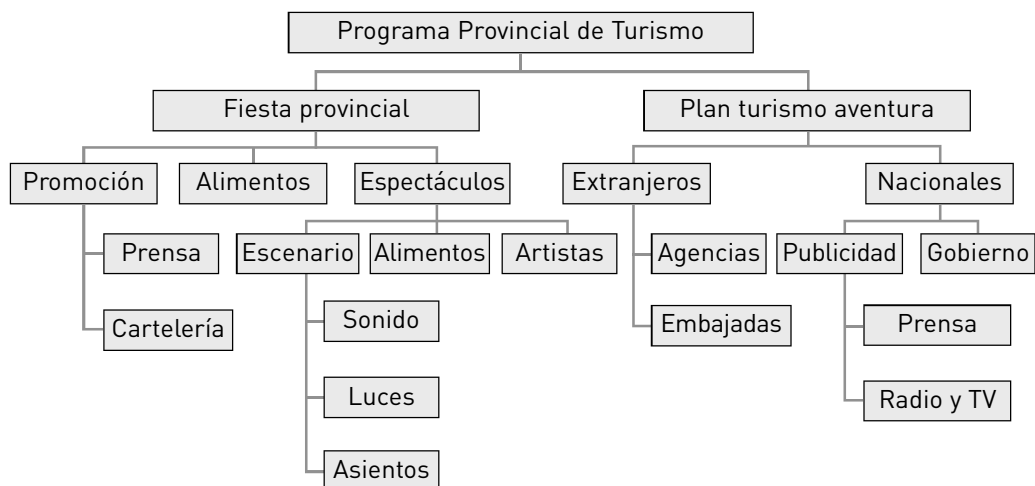 Programa Provincial de Turismo
Fiesta provincial
Plan turismo aventura
Promoción
Alimentos
Espectáculos
Extranjeros
Nacionales
Prensa
Escenario
Alimentos
Artistas
Agencias
Publicidad
Gobierno
Cartelería
Sonido
Embajadas
Prensa
Luces
Radio y TV
Asientos